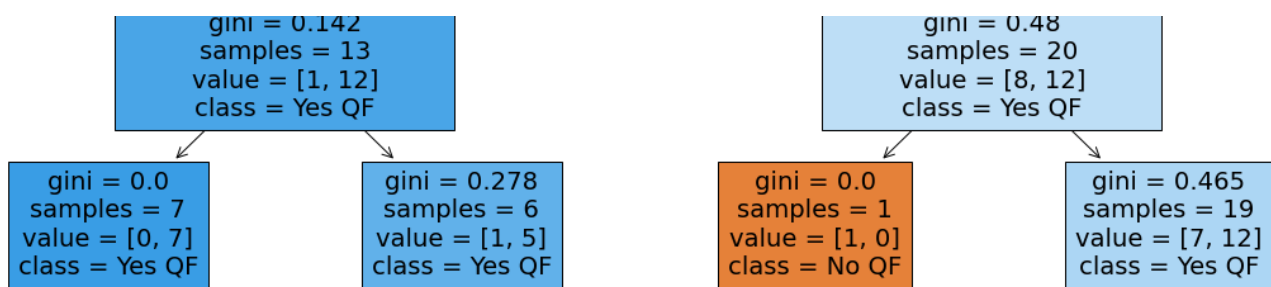 gini = 0.142
samples = 13
value = [1, 12]
class = Yes QF
gini = 0.48
samples = 20
value = [8, 12]
class = Yes QF
gini = 0.0
samples = 7
value = [0, 7]
class = Yes QF
gini = 0.278
samples = 6
value = [1, 5]
class = Yes QF
gini = 0.0
samples = 1
value = [1, 0]
class = No QF
gini = 0.465
samples = 19
value = [7, 12]
class = Yes QF